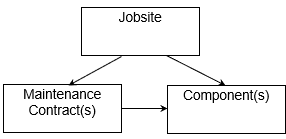 Jobsite
Maintenance
Contract(s)
Component(s)